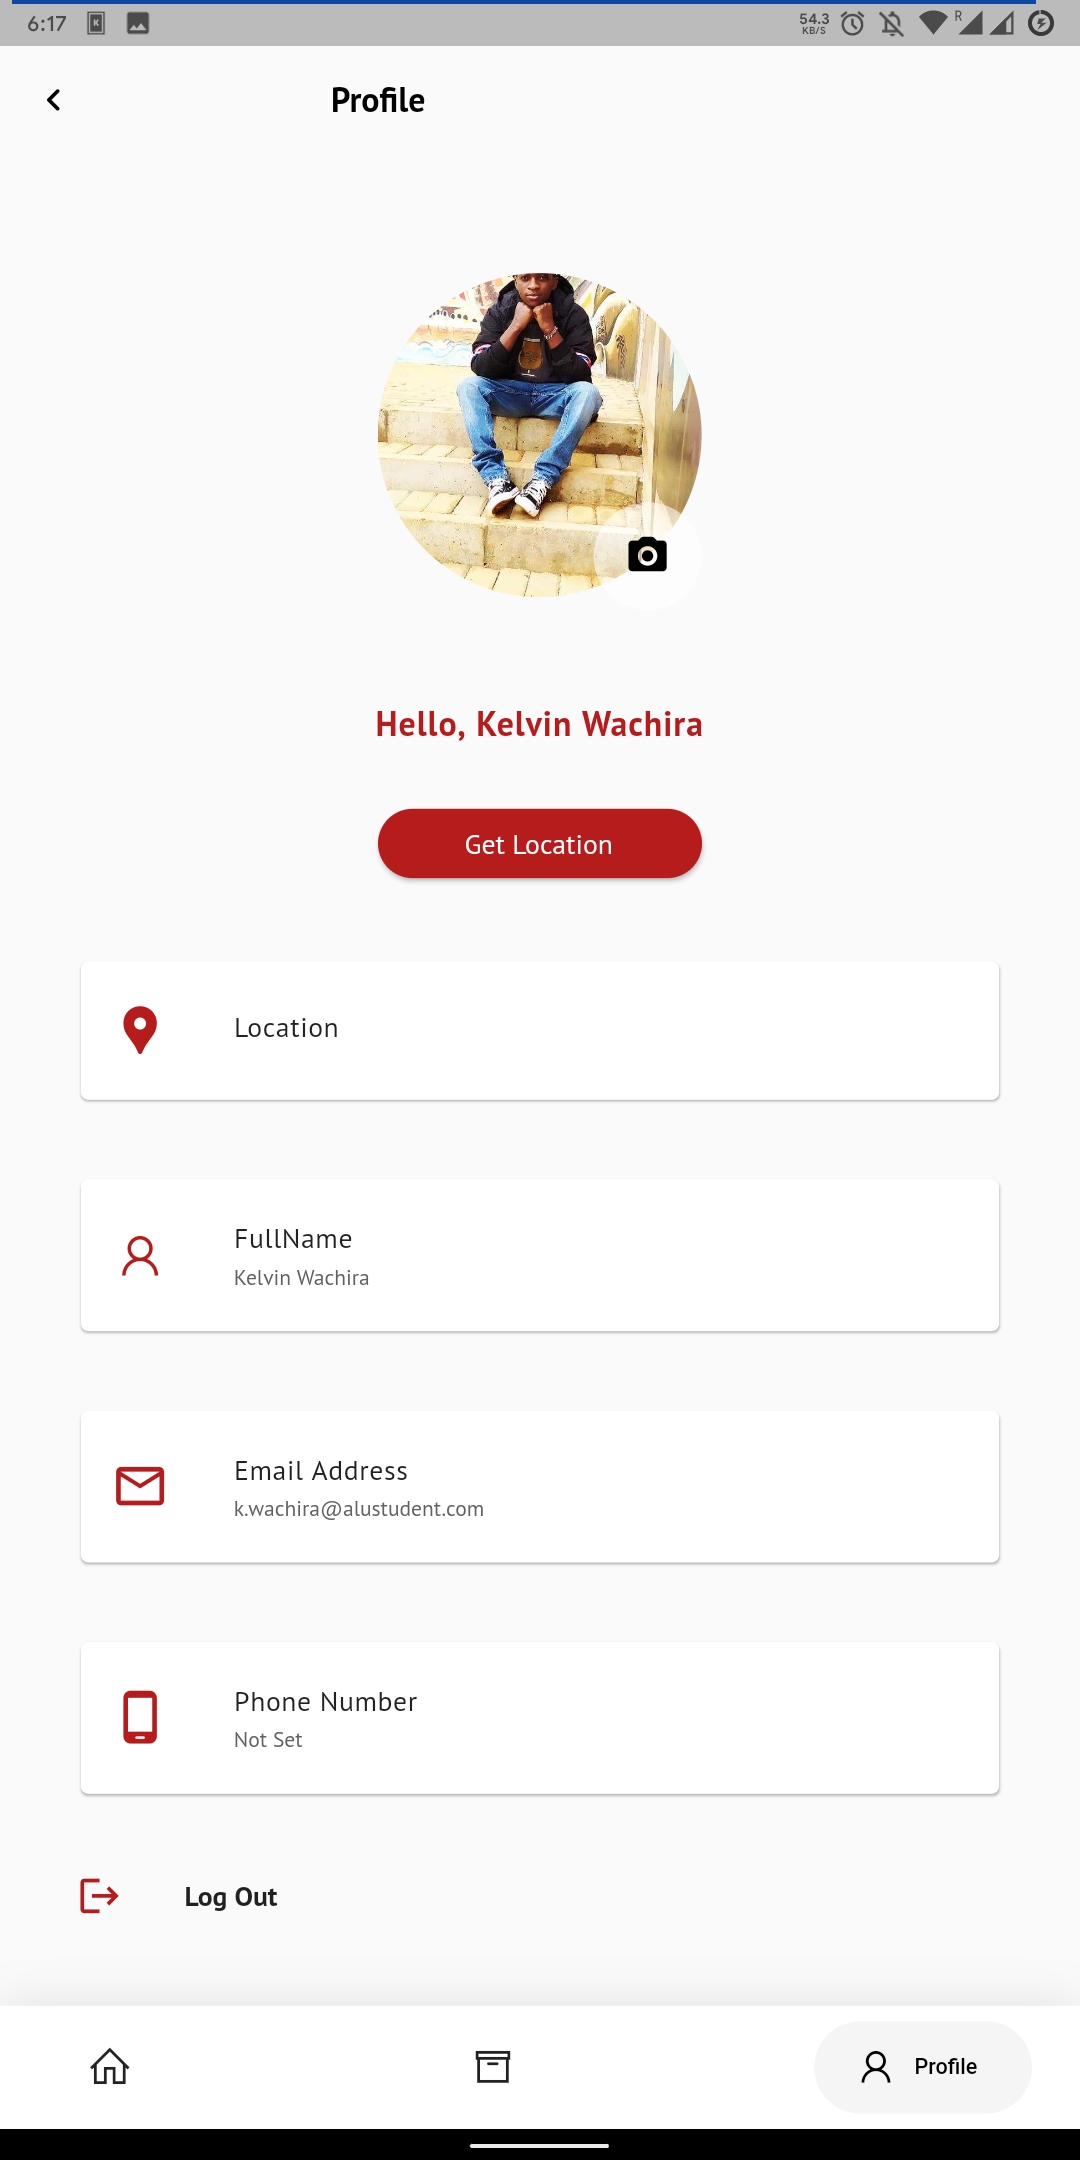 6:17
54.3
KB/S
R
Profile
Hello, Kelvin Wachira
Get Location
Location
FullName
Kelvin Wachira
Email Address
k.wachira@alustudent.com
Phone Number
Not Set
Log Out
Profile